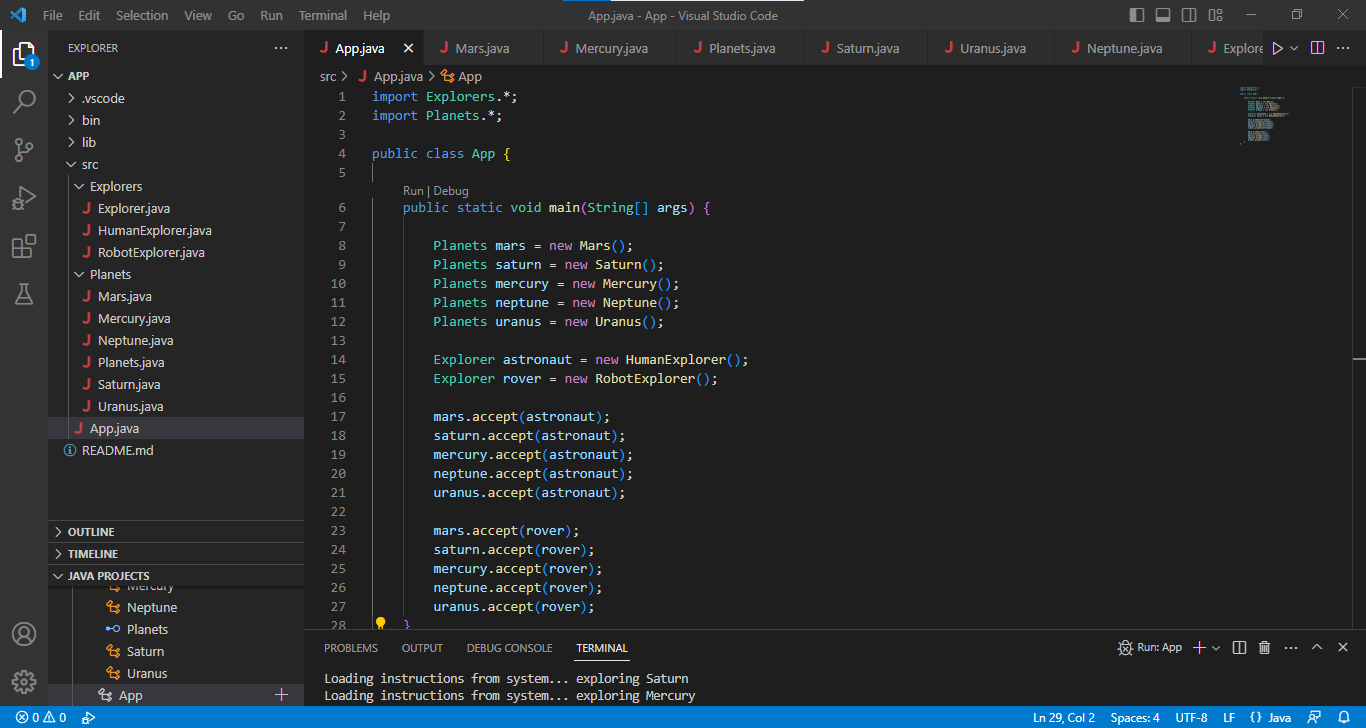 File Edit Selection View Go Run Terminal Help
App.java - App - Visual Studio Code
1
EXPLORER
APP
.vscode
bin
lib
src
Explorers
Explorer.java
HumanExplorer.java
RobotExplorer.java
Planets
Mars.java
Mercury.java
Neptune.java
Planets.java
Saturn.java
Uranus.java
App.java
README.md
OUTLINE
TIMELINE
JAVA PROJECTS
Mercury
Neptune
Planets
Saturn
Uranus
App
App.java Mars.java Mercury.java Planets.java Saturn.java Uranus.java Neptune.java Explore
src > App.java > App
1 import Explorers.*;
2 import Planets.*;
3
4 public class App {
5
Run | Debug
6 public static void main(String[] args) {
7
8 Planets mars = new Mars();
9 Planets saturn = new Saturn();
10 Planets mercury = new Mercury();
11 Planets neptune = new Neptune();
12 Planets uranus = new Uranus();
13
14 Explorer astronaut = new HumanExplorer();
15 Explorer rover = new RobotExplorer();
16
17 mars.accept(astronaut);
18 saturn.accept(astronaut);
19 mercury.accept(astronaut);
20 neptune.accept(astronaut);
21 uranus.accept(astronaut);
22
23 mars.accept(rover);
24 saturn.accept(rover);
25 mercury.accept(rover);
26 neptune.accept(rover);
27 uranus.accept(rover);
28 }
PROBLEMS OUTPUT DEBUG CONSOLE TERMINAL
Run: App
Loading instructions from system... exploring Saturn
Loading instructions from system... exploring Mercury
0 0
Ln 29, Col 2 Spaces: 4 UTF-8 LF {} Java